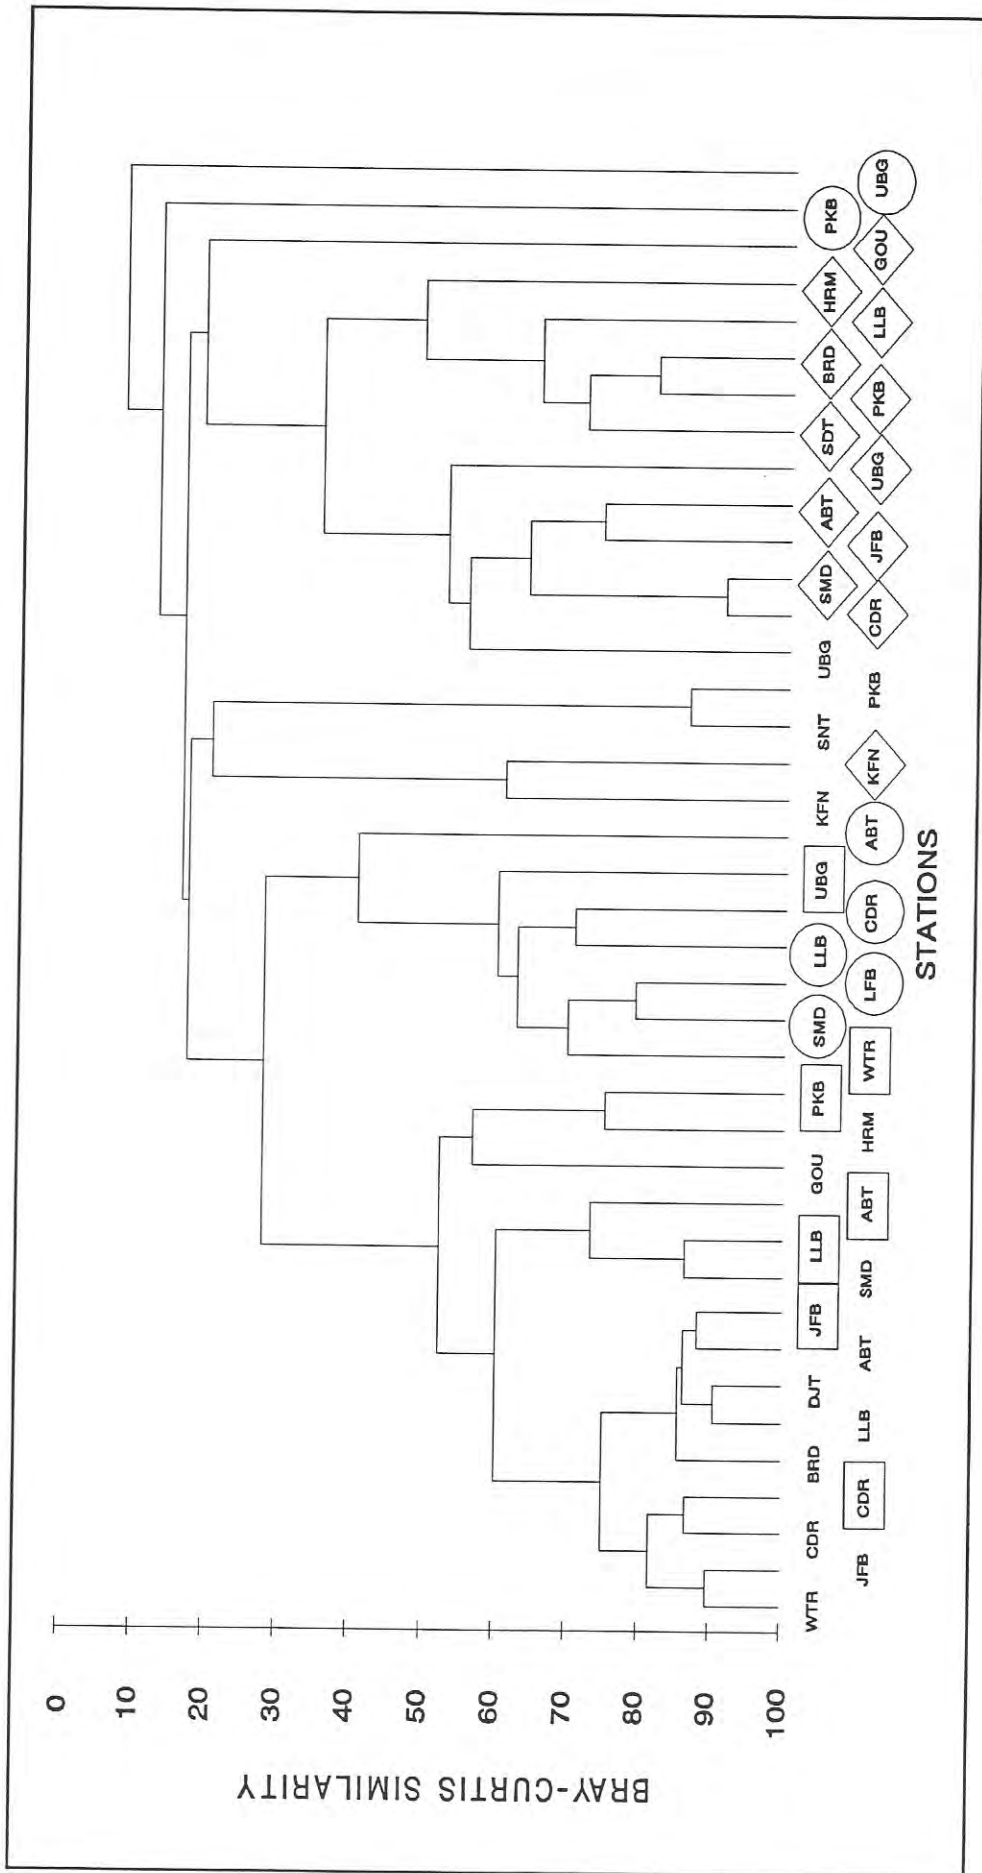 BRAY-CURTIS SIMILARITY
0
10
20
30
40
50
60
70
80
90
100
WTR
JFB
CDR
CDR
BRD
LLB
DJT
ABT
JFB
SMD
LLB
ABT
GOU
HRM
PKB
WTR
SMD
LFB
LLB
CDR
UBG
ABT
KFN
KFN
SNT
PKB
UBG
CDR
SMD
JFB
ABT
UBG
SDT
PKB
BRD
LLB
HRM
GOU
PKB
UBG
STATIONS